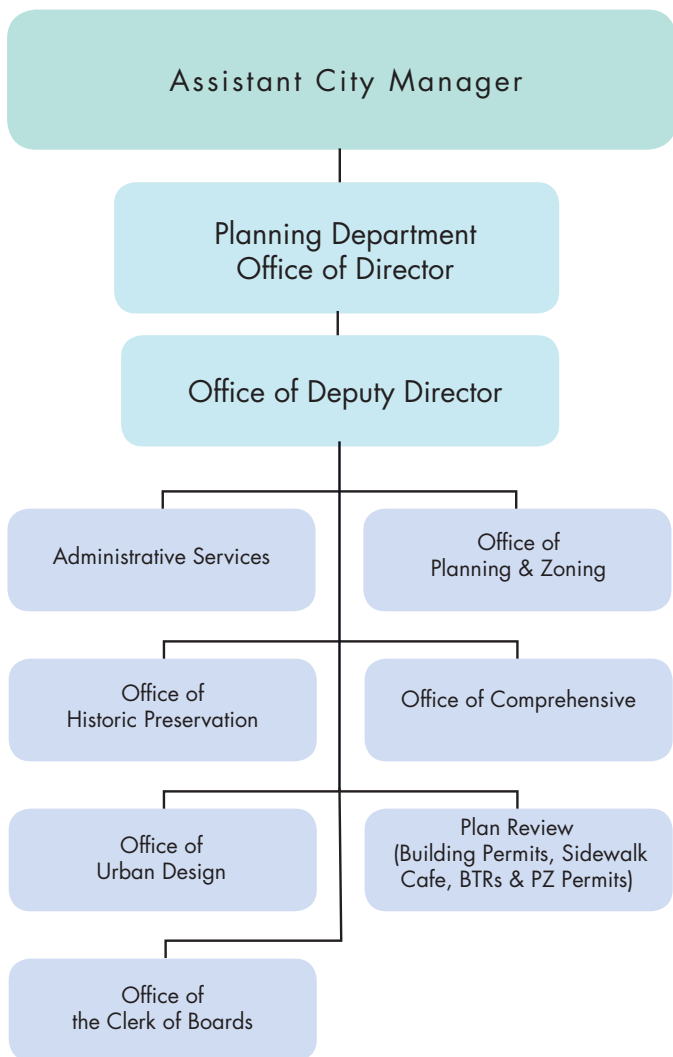 Assistant City Manager
Planning Department
Office of Director
Office of Deputy Director
Administrative Services
Office of
Planning & Zoning
Office of
Historic Preservation
Office of Comprehensive
Office of
Urban Design
Plan Review
(Building Permits, Sidewalk
Cafe, BTRs & PZ Permits)
Office of
the Clerk of Boards